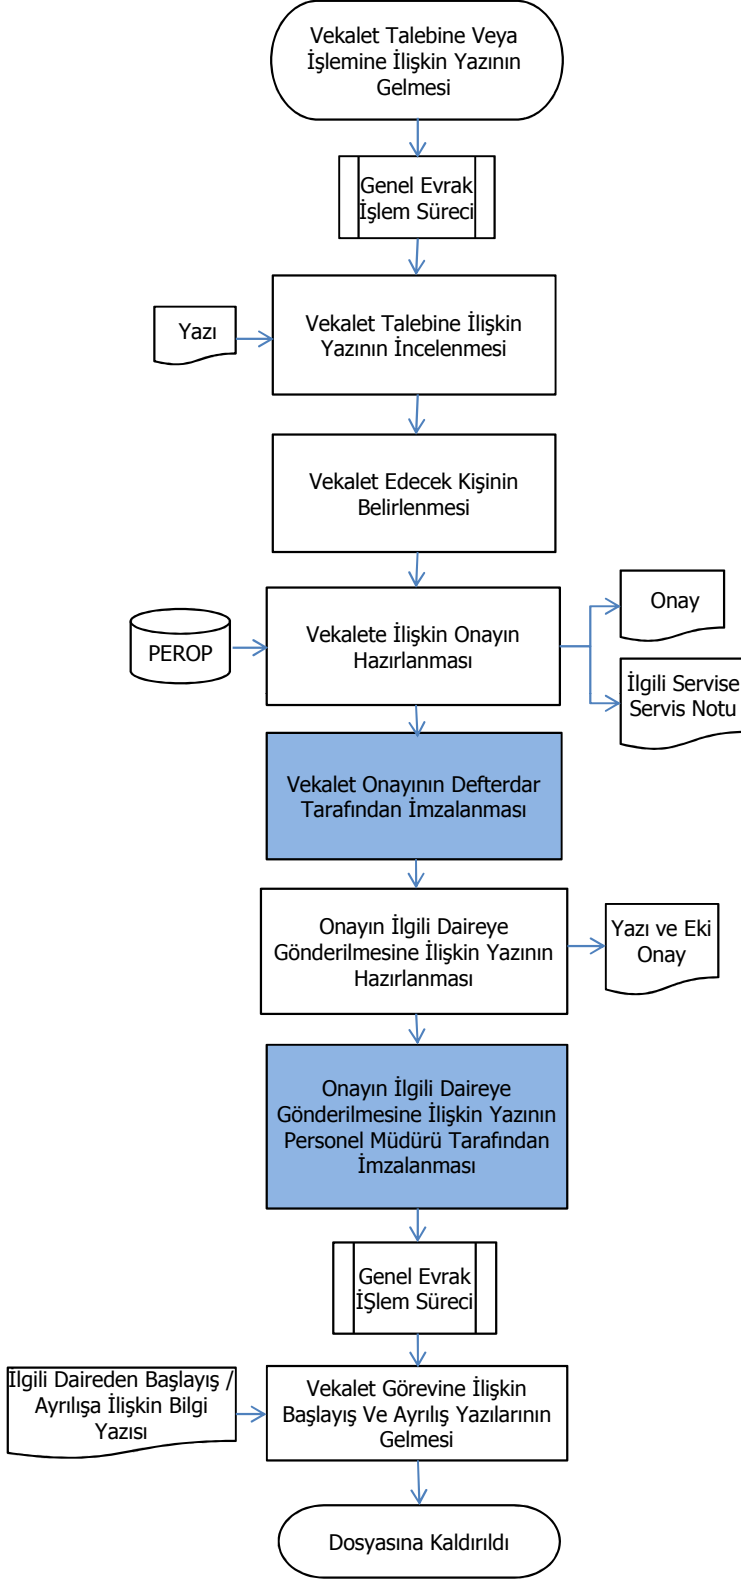 Vekalet Talebine Veya
İşlemine İlişkin Yazının
Gelmesi
Genel Evrak
İşlem Süreci
Yazı
Vekalet Talebine İlişkin
Yazının İncelenmesi
Vekalet Edecek Kişinin
Belirlenmesi
PEROP
Vekalete İlişkin Onayın
Hazırlanması
Onay
İlgili Servise
Servis Notu
Vekalet Onayının Defterdar
Tarafından İmzalanması
Onayın İlgili Daireye
Gönderilmesine İlişkin Yazının
Hazırlanması
Yazı ve Eki
Onay
Onayın İlgili Daireye
Gönderilmesine İlişkin Yazının
Personel Müdürü Tarafından
İmzalanması
Genel Evrak
İŞlem Süreci
İlgili Daireden Başlayış /
Ayrılışa İlişkin Bilgi
Yazısı
Vekalet Görevine İlişkin
Başlayış Ve Ayrılış Yazılarının
Gelmesi
Dosyasına Kaldırıldı